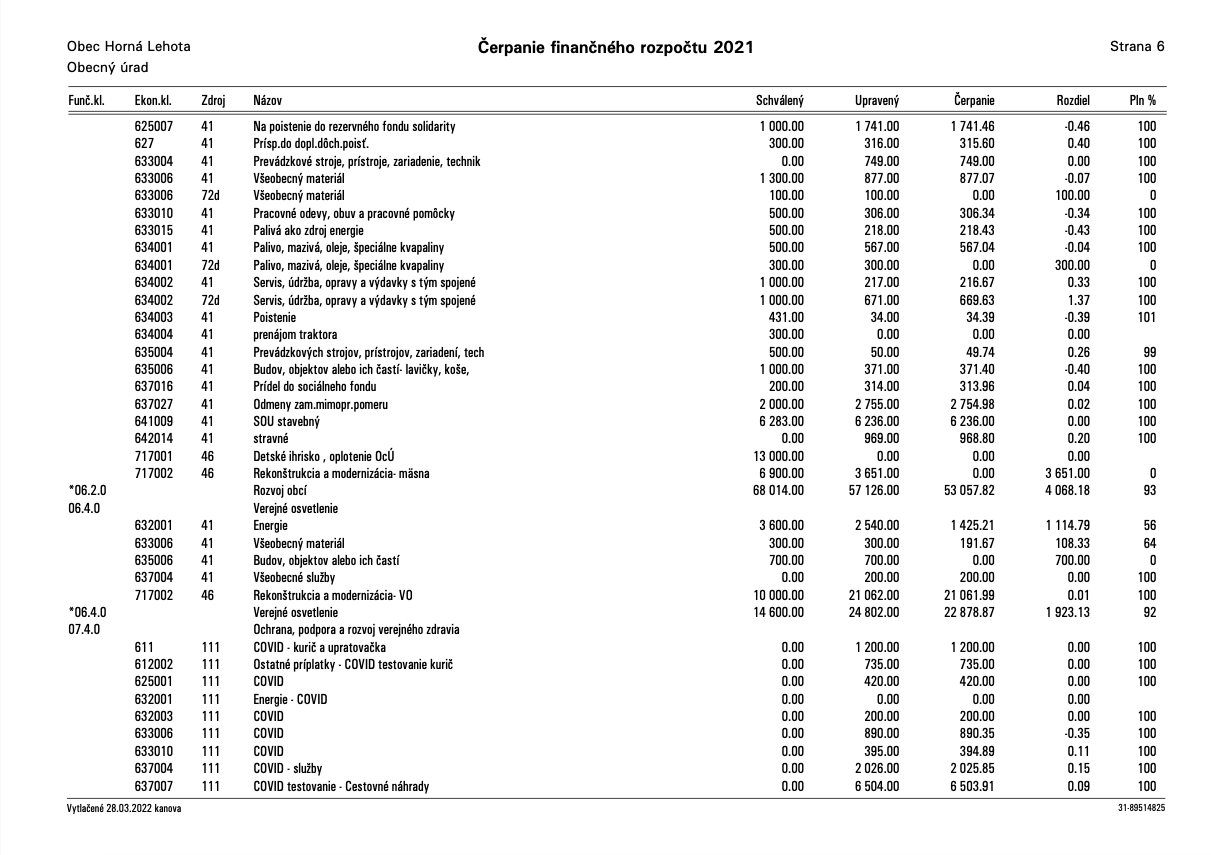 Obec Horná Lehota Čerpanie finančného rozpočtu 2021 Strana 6
Obecný úrad
Funč.kl. Ekon.kl. Zdroj Názov Schválený Upravený Čerpanie Rozdiel Pln %
625007 41 Na poistenie do rezervného fondu solidarity 1 000.00 1 741.00 1 741.46 -0.46 100
627 41 Prísp.do dopl.dôch.poisť. 300.00 316.00 315.60 0.40 100
633004 41 Prevádzkové stroje, prístroje, zariadenie, technik 0.00 749.00 749.00 0.00 100
633006 41 Všeobecný materiál 1 300.00 877.00 877.07 -0.07 100
633006 72d Všeobecný materiál 100.00 100.00 0.00 100.00 0
633010 41 Pracovné odevy, obuv a pracovné pomôcky 500.00 306.00 306.34 -0.34 100
633015 41 Palivá ako zdroj energie 500.00 218.00 218.43 -0.43 100
634001 41 Palivo, mazivá, oleje, špeciálne kvapaliny 500.00 567.00 567.04 -0.04 100
634001 72d Palivo, mazivá, oleje, špeciálne kvapaliny 300.00 300.00 0.00 300.00 0
634002 41 Servis, údržba, opravy a výdavky s tým spojené 1 000.00 217.00 216.67 0.33 100
634002 72d Servis, údržba, opravy a výdavky s tým spojené 1 000.00 671.00 669.63 1.37 100
634003 41 Poistenie 431.00 34.00 34.39 -0.39 101
634004 41 prenájom traktora 300.00 0.00 0.00 0.00
635004 41 Prevádzkových strojov, prístrojov, zariadení, tech 500.00 50.00 49.74 0.26 99
635006 41 Budov, objektov alebo ich častí- lavičky, koše, 1 000.00 371.00 371.40 -0.40 100
637016 41 Prídel do sociálneho fondu 200.00 314.00 313.96 0.04 100
637027 41 Odmeny zam.mimopr.pomeru 2 000.00 2 755.00 2 754.98 0.02 100
641009 41 SOU stavebný 6 283.00 6 236.00 6 236.00 0.00 100
642014 41 stravné 0.00 969.00 968.80 0.20 100
717001 46 Detské ihrisko , oplotenie OcÚ 13 000.00 0.00 0.00 0.00
717002 46 Rekonštrukcia a modernizácia- mäsna 6 900.00 3 651.00 0.00 3 651.00 0
*06.2.0 Rozvoj obcí 68 014.00 57 126.00 53 057.82 4 068.18 93
06.4.0 Verejné osvetlenie
632001 41 Energie 3 600.00 2 540.00 1 425.21 1 114.79 56
633006 41 Všeobecný materiál 300.00 300.00 191.67 108.33 64
635006 41 Budov, objektov alebo ich častí 700.00 700.00 0.00 700.00 0
637004 41 Všeobecné služby 0.00 200.00 200.00 0.00 100
717002 46 Rekonštrukcia a modernizácia- VO 10 000.00 21 062.00 21 061.99 0.01 100
*06.4.0 Verejné osvetlenie 14 600.00 24 802.00 22 878.87 1 923.13 92
07.4.0 Ochrana, podpora a rozvoj verejného zdravia
611 111 COVID - kurič a upratovačka 0.00 1 200.00 1 200.00 0.00 100
612002 111 Ostatné príplatky - COVID testovanie kurič 0.00 735.00 735.00 0.00 100
625001 111 COVID 0.00 420.00 420.00 0.00 100
632001 111 Energie - COVID 0.00 0.00 0.00 0.00
632003 111 COVID 0.00 200.00 200.00 0.00 100
633006 111 COVID 0.00 890.00 890.35 -0.35 100
633010 111 COVID 0.00 395.00 394.89 0.11 100
637004 111 COVID - služby 0.00 2 026.00 2 025.85 0.15 100
637007 111 COVID testovanie - Cestovné náhrady 0.00 6 504.00 6 503.91 0.09 100
Vytlačené 28.03.2022 kanova 31-89514825